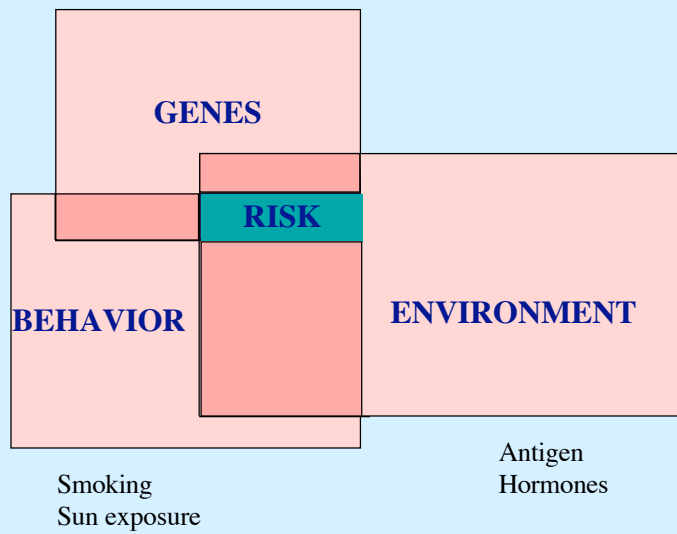 GENES
RISK
BEHAVIOR
ENVIRONMENT
Smoking
Sun exposure
Antigen
Hormones